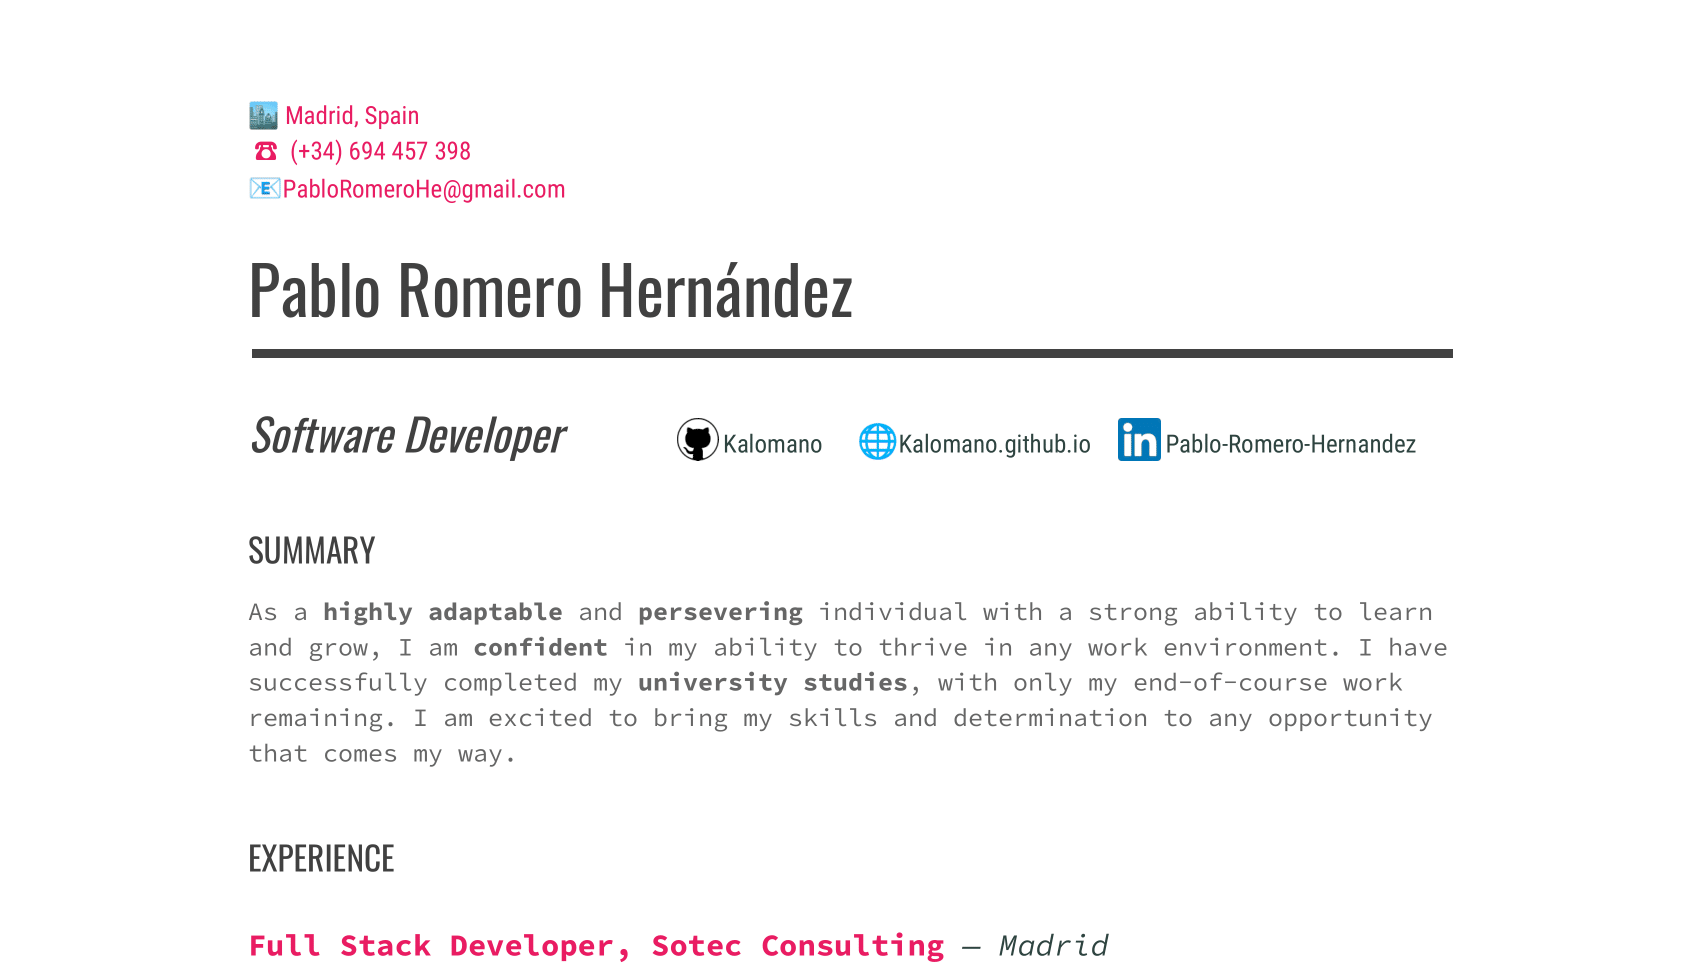 Madrid, Spain
(+34) 694 457 398
PabloRomeroHe@gmail.com
Pablo Romero Hernández
Software Developer Kalomano Kalomano.github.io in Pablo-Romero-Hernandez
SUMMARY
As a highly adaptable and persevering individual with a strong ability to learn
and grow, I am confident in my ability to thrive in any work environment. I have
successfully completed my university studies, with only my end-of-course work
remaining. I am excited to bring my skills and determination to any opportunity
that comes my way.
EXPERIENCE
Full Stack Developer, Sotec Consulting — Madrid